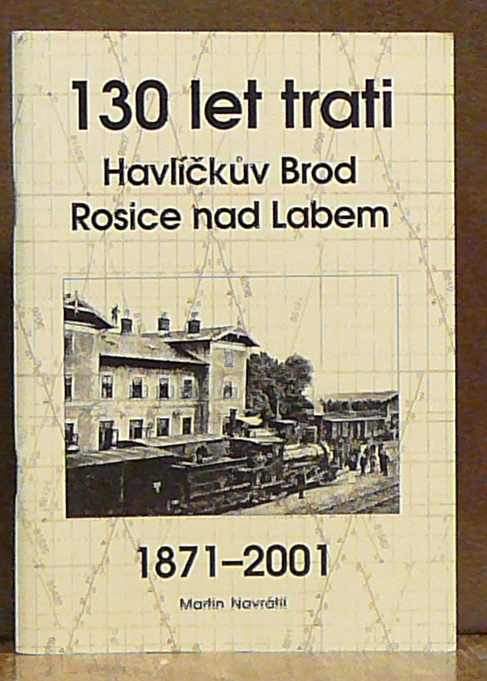 130 let trati
Havlíčkův Brod
Rosice nad Labem
1871–2001
Martin Navrátil